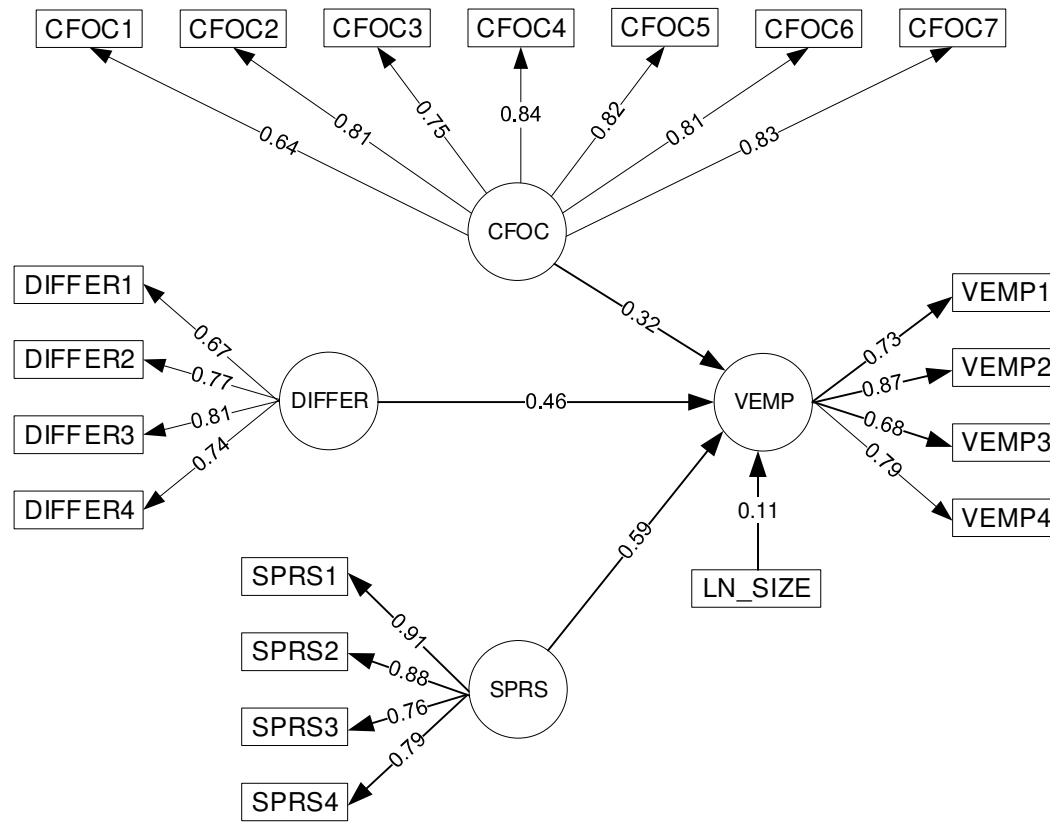 CFOC1 CFOC2 CFOC3 CFOC4 CFOC5 CFOC6 CFOC7
0.64 0.81 0.75 0.84 0.82 0.81 0.83
CFOC
0.32
DIFFER1
DIFFER2
DIFFER3
DIFFER4
0.67
0.77
0.81
0.74
DIFFER
0.46
VEMP
0.73
0.87
0.68
0.79
VEMP1
VEMP2
VEMP3
VEMP4
0.59
0.11
LN_SIZE
SPRS1
SPRS2
SPRS3
SPRS4
0.91
0.88
0.76
0.79
SPRS